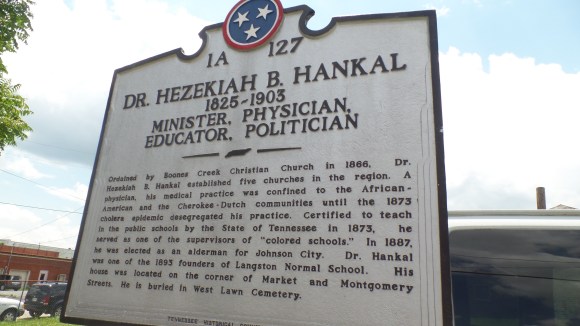 1A 127
DR. HEZEKIAH B. HANKAL
1825-1903
MINISTER, PHYSICIAN,
EDUCATOR, POLITICIAN
Ordained by Boones Creek Christian Church in 1866, Dr.
Hezekiah B. Hankal established five churches in the region. A
physician, his medical practice was confined to the African-
American and the Cherokee-Dutch communities until the 1873
cholera epidemic desegregated his practice. Certified to teach
in the public schools by the State of Tennessee in 1873, he
served as one of the supervisors of "colored schools." In 1887,
he was elected as an alderman for Johnson City. Dr. Hankal
was one of the 1893 founders of Langston Normal School. His
house was located on the corner of Market and Montgomery
Streets. He is buried in West Lawn Cemetery.
TENNESSEE HISTORICAL